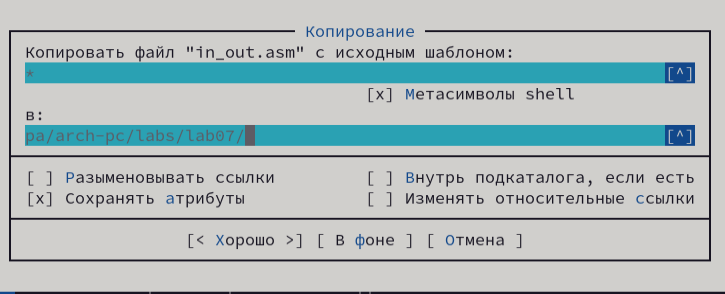 Копирование
Копировать файл "in_out.asm" с исходным шаблоном:
* [^]
[x] Метасимволы shell
в:
pa/arch-pc/labs/lab07/ [^]
[ ] Разыменовывать ссылки [ ] Внутрь подкаталога, если есть
[x] Сохранять атрибуты [ ] Изменять относительные ссылки
[< Хорошо >] [ В фоне ] [ Отмена ]